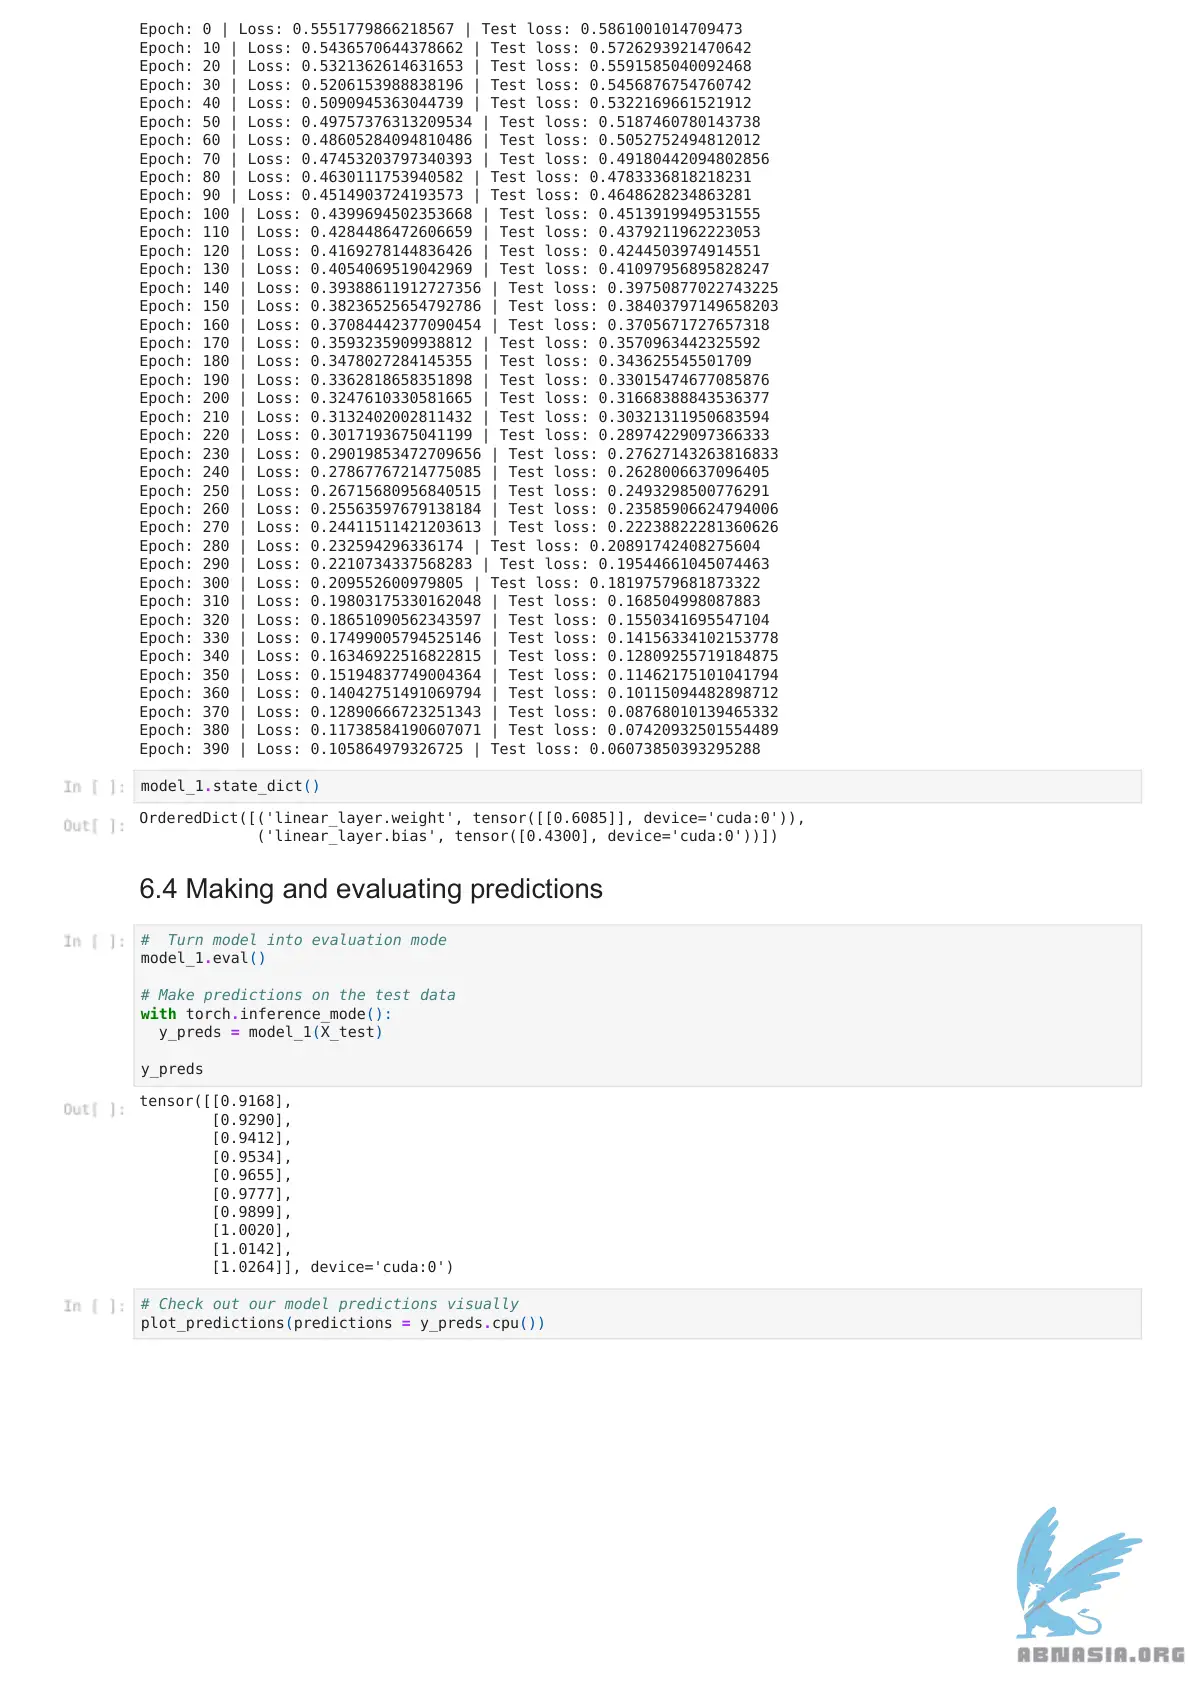 Epoch: 0 | Loss: 0.5551779866218567 | Test loss: 0.5861001014709473
Epoch: 10 | Loss: 0.5436570644378662 | Test loss: 0.5726293921470642
Epoch: 20 | Loss: 0.5321362614631653 | Test loss: 0.5591585040092468
Epoch: 30 | Loss: 0.5206153988838196 | Test loss: 0.5456876754760742
Epoch: 40 | Loss: 0.5090945363044739 | Test loss: 0.5322169661521912
Epoch: 50 | Loss: 0.49757376313209534 | Test loss: 0.5187460780143738
Epoch: 60 | Loss: 0.48605284094810486 | Test loss: 0.5052752494812012
Epoch: 70 | Loss: 0.47453203797340393 | Test loss: 0.49180442094802856
Epoch: 80 | Loss: 0.4630111753940582 | Test loss: 0.4783336818218231
Epoch: 90 | Loss: 0.4514903724193573 | Test loss: 0.4648628234863281
Epoch: 100 | Loss: 0.4399694502353668 | Test loss: 0.4513919949531555
Epoch: 110 | Loss: 0.4284486472606659 | Test loss: 0.4379211962223053
Epoch: 120 | Loss: 0.4169278144836426 | Test loss: 0.4244503974914551
Epoch: 130 | Loss: 0.4054069519042969 | Test loss: 0.41097956895828247
Epoch: 140 | Loss: 0.39388611912727356 | Test loss: 0.39750877022743225
Epoch: 150 | Loss: 0.38236525654792786 | Test loss: 0.38403797149658203
Epoch: 160 | Loss: 0.37084442377090454 | Test loss: 0.3705671727657318
Epoch: 170 | Loss: 0.3593235909938812 | Test loss: 0.3570963442325592
Epoch: 180 | Loss: 0.3478027284145355 | Test loss: 0.343625545501709
Epoch: 190 | Loss: 0.3362818658351898 | Test loss: 0.33015474677085876
Epoch: 200 | Loss: 0.3247610330581665 | Test loss: 0.31668388843536377
Epoch: 210 | Loss: 0.3132402002811432 | Test loss: 0.30321311950683594
Epoch: 220 | Loss: 0.3017193675041199 | Test loss: 0.28974229097366333
Epoch: 230 | Loss: 0.29019853472709656 | Test loss: 0.27627143263816833
Epoch: 240 | Loss: 0.27867767214775085 | Test loss: 0.2628006637096405
Epoch: 250 | Loss: 0.26715680956840515 | Test loss: 0.2493298500776291
Epoch: 260 | Loss: 0.25563597679138184 | Test loss: 0.23585906624794006
Epoch: 270 | Loss: 0.24411511421203613 | Test loss: 0.22238822281360626
Epoch: 280 | Loss: 0.232594296336174 | Test loss: 0.20891742408275604
Epoch: 290 | Loss: 0.2210734337568283 | Test loss: 0.19544661045074463
Epoch: 300 | Loss: 0.209552600979805 | Test loss: 0.18197579681873322
Epoch: 310 | Loss: 0.19803175330162048 | Test loss: 0.168504998087883
Epoch: 320 | Loss: 0.18651090562343597 | Test loss: 0.1550341695547104
Epoch: 330 | Loss: 0.17499005794525146 | Test loss: 0.14156334102153778
Epoch: 340 | Loss: 0.16346922516822815 | Test loss: 0.12809255719184875
Epoch: 350 | Loss: 0.15194837749004364 | Test loss: 0.11462175101041794
Epoch: 360 | Loss: 0.14042751491069794 | Test loss: 0.10115094482898712
Epoch: 370 | Loss: 0.12890666723251343 | Test loss: 0.08768010139465332
Epoch: 380 | Loss: 0.11738584190607071 | Test loss: 0.07420932501554489
Epoch: 390 | Loss: 0.105864979326725 | Test loss: 0.06073850393295288
In [ ]: model_1.state_dict()
Out[ ]: OrderedDict([('linear_layer.weight', tensor([[0.6085]], device='cuda:0')),
('linear_layer.bias', tensor([0.4300], device='cuda:0'))])
6.4 Making and evaluating predictions
In [ ]: #  Turn model into evaluation mode
model_1.eval()
# Make predictions on the test data
with torch.inference_mode():
  y_preds = model_1(X_test)
y_preds
Out[ ]: tensor([[0.9168],
[0.9290],
[0.9412],
[0.9534],
[0.9655],
[0.9777],
[0.9899],
[1.0020],
[1.0142],
[1.0264]], device='cuda:0')
In [ ]: # Check out our model predictions visually
plot_predictions(predictions = y_preds.cpu())
ABNASIA.ORG